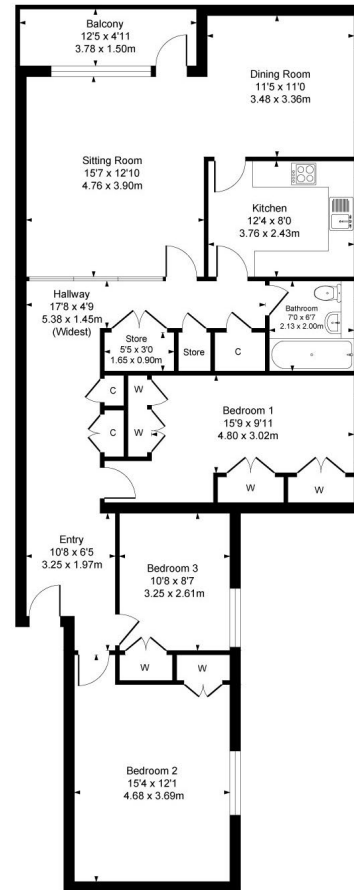 Balcony
12'5 x 4'11
3.78 x 1.50m
Dining Room
11'5 x 11'0
3.48 x 3.36m
Sitting Room
15'7 x 12'10
4.76 x 3.90m
Kitchen
12'4 x 8'0
3.76 x 2.43m
Hallway
17'8 x 4'9
5.38 x 1.45m
(Widest)
Bathroom
7'0 x 6'7
2.13 x 2.00m
Store
5'5 x 3'0
1.65 x 0.90m
Store
C
C
W
Bedroom 1
15'9 x 9'11
4.80 x 3.02m
C
W
W
W
Entry
10'8 x 6'5
3.25 x 1.97m
Bedroom 3
10'8 x 8'7
3.25 x 2.61m
W
W
Bedroom 2
15'4 x 12'1
4.68 x 3.69m